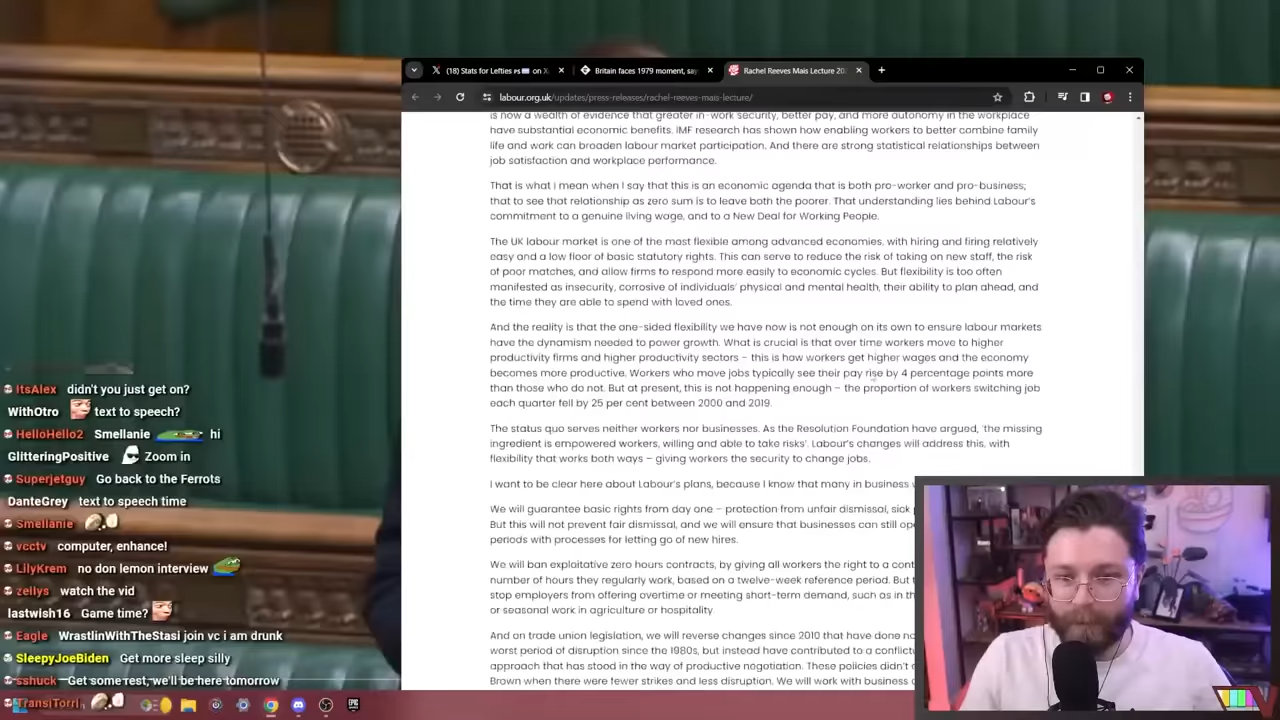 (18) Stats for Lefties PS on X
Britain faces 1979 moment, say
Rachel Reeves Mais Lecture 20
labour.org.uk/updates/press-releases/rachel-reeves-mais-lecture/
is now a wealth of evidence that greater in-work security, better pay, and more autonomy in the workplace
have substantial economic benefits. IMF research has shown how enabling workers to better combine family
life and work can broaden labour market participation. And there are strong statistical relationships between
job satisfaction and workplace performance.
That is what I mean when I say that this is an economic agenda that is both pro-worker and pro-business;
that to see that relationship as zero sum is to leave both the poorer. That understanding lies behind Labour's
commitment to a genuine living wage, and to a New Deal for Working People.
The UK labour market is one of the most flexible among advanced economies, with hiring and firing relatively
easy and a low floor of basic statutory rights. This can serve to reduce the risk of taking on new staff, the risk
of poor matches, and allow firms to respond more easily to economic cycles. But flexibility is too often
manifested as insecurity, corrosive of individuals' physical and mental health, their ability to plan ahead, and
the time they are able to spend with loved ones.
And the reality is that the one-sided flexibility we have now is not enough on its own to ensure labour markets
have the dynamism needed to power growth. What is crucial is that over time workers move to higher
productivity firms and higher productivity sectors – this is how workers get higher wages and the economy
becomes more productive. Workers who move jobs typically see their pay rise by 4 percentage points more
than those who do not. But at present, this is not happening enough – the proportion of workers switching job
each quarter fell by 25 per cent between 2000 and 2019.
The status quo serves neither workers nor businesses. As the Resolution Foundation have argued, 'the missing
ingredient is empowered workers, willing and able to take risks'. Labour's changes will address this, with
flexibility that works both ways – giving workers the security to change jobs.
I want to be clear here about Labour's plans, because I know that many in business
We will guarantee basic rights from day one – protection from unfair dismissal, sick
But this will not prevent fair dismissal, and we will ensure that businesses can still
periods with processes for letting go of new hires.
We will ban exploitative zero hours contracts, by giving all workers the right to a
number of hours they regularly work, based on a twelve-week reference period. But
stop employers from offering overtime or meeting short-term demand, such as in
or seasonal work in agriculture or hospitality.
And on trade union legislation, we will reverse changes since 2010 that have done
worst period of disruption since the 1980s, but instead have contributed to a
approach that has stood in the way of productive negotiation. These policies didn't
Brown when there were fewer strikes and less disruption. We will work with business
ItsAlex didn't you just get on?
WithOtro text to speech?
HelloHello2 Smellanie hi
GlitteringPositive Zoom in
Superjetguy Go back to the Ferrots
DanteGrey text to speech time
Smellanie
vcctv computer, enhance!
LilyKrem no don lemon interview
zellys watch the vid
lastwish16 Game time?
Eagle WrastlinWithTheStasi join vc i am drunk
SleepyJoeBiden Get more sleep silly
sshuck Get some rest, we'll be here tomorrow
TransTorri
EPIC